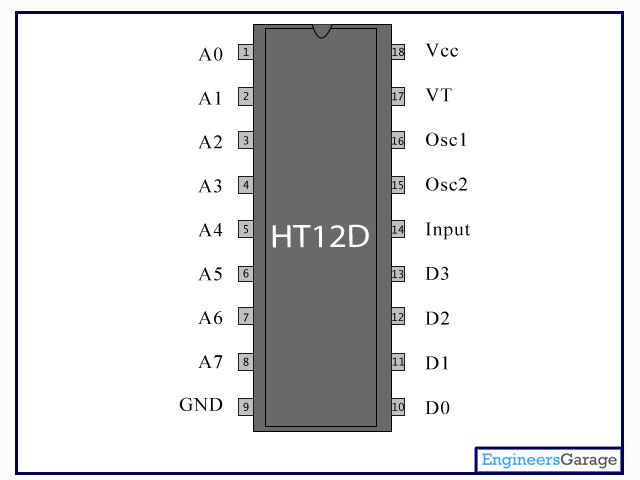 A0 1 18 Vcc
A1 2 17 VT
A2 3 16 Osc1
A3 4 15 Osc2
A4 5 14 Input
HT12D
A5 6 13 D3
A6 7 12 D2
A7 8 11 D1
GND 9 10 D0
EngineersGarage